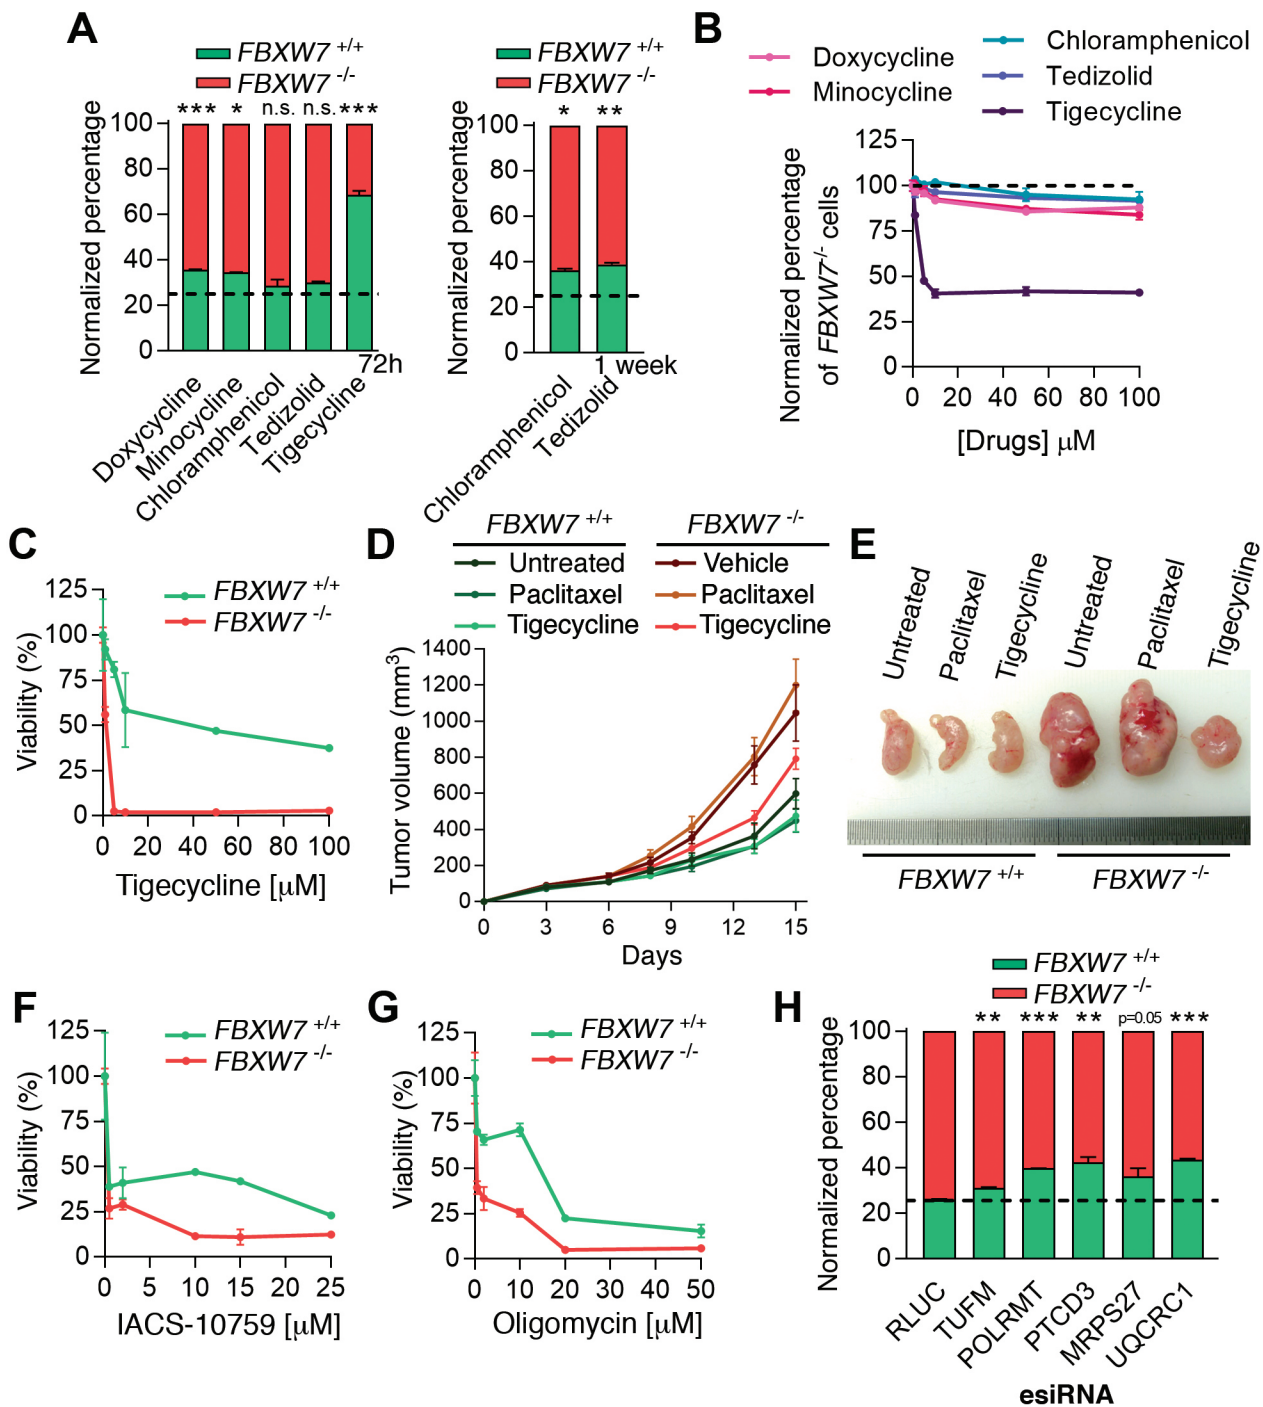 A
FBXW7 +/+
FBXW7 -/-
*** * n.s. n.s. ***
Normalized percentage
100
80
60
40
20
0
72h
Doxycycline
Minocycline
Chloramphenicol
Tedizolid
Tigecycline
FBXW7 +/+
FBXW7 -/-
* **
Normalized percentage
100
80
60
40
20
0
1 week
Chloramphenicol
Tedizolid
B
Doxycycline
Minocycline
Chloramphenicol
Tedizolid
Tigecycline
Normalized percentage
of FBXW7-/- cells
125
100
75
50
25
0
0 20 40 60 80 100
[Drugs] μM
C
FBXW7 +/+
FBXW7 -/-
Viability (%)
125
100
75
50
25
0
0 20 40 60 80 100
Tigecycline [μM]
D
FBXW7 +/+
Untreated
Paclitaxel
Tigecycline
FBXW7 -/-
Vehicle
Paclitaxel
Tigecycline
Tumor volume (mm3)
1400
1200
1000
800
600
400
200
0
0 3 6 9 12 15
Days
E
Untreated
Paclitaxel
Tigecycline
Untreated
Paclitaxel
Tigecycline
FBXW7 +/+
FBXW7 -/-
F
FBXW7 +/+
FBXW7 -/-
Viability (%)
125
100
75
50
25
0
0 5 10 15 20 25
IACS-10759 [μM]
G
FBXW7 +/+
FBXW7 -/-
Viability (%)
125
100
75
50
25
0
0 10 20 30 40 50
Oligomycin [μM]
H
FBXW7 +/+
FBXW7 -/-
** *** ** p=0.05 ***
Normalized percentage
100
80
60
40
20
0
RLUC
TUFM
POLRMT
PTCD3
MRPS27
UQCRC1
esiRNA